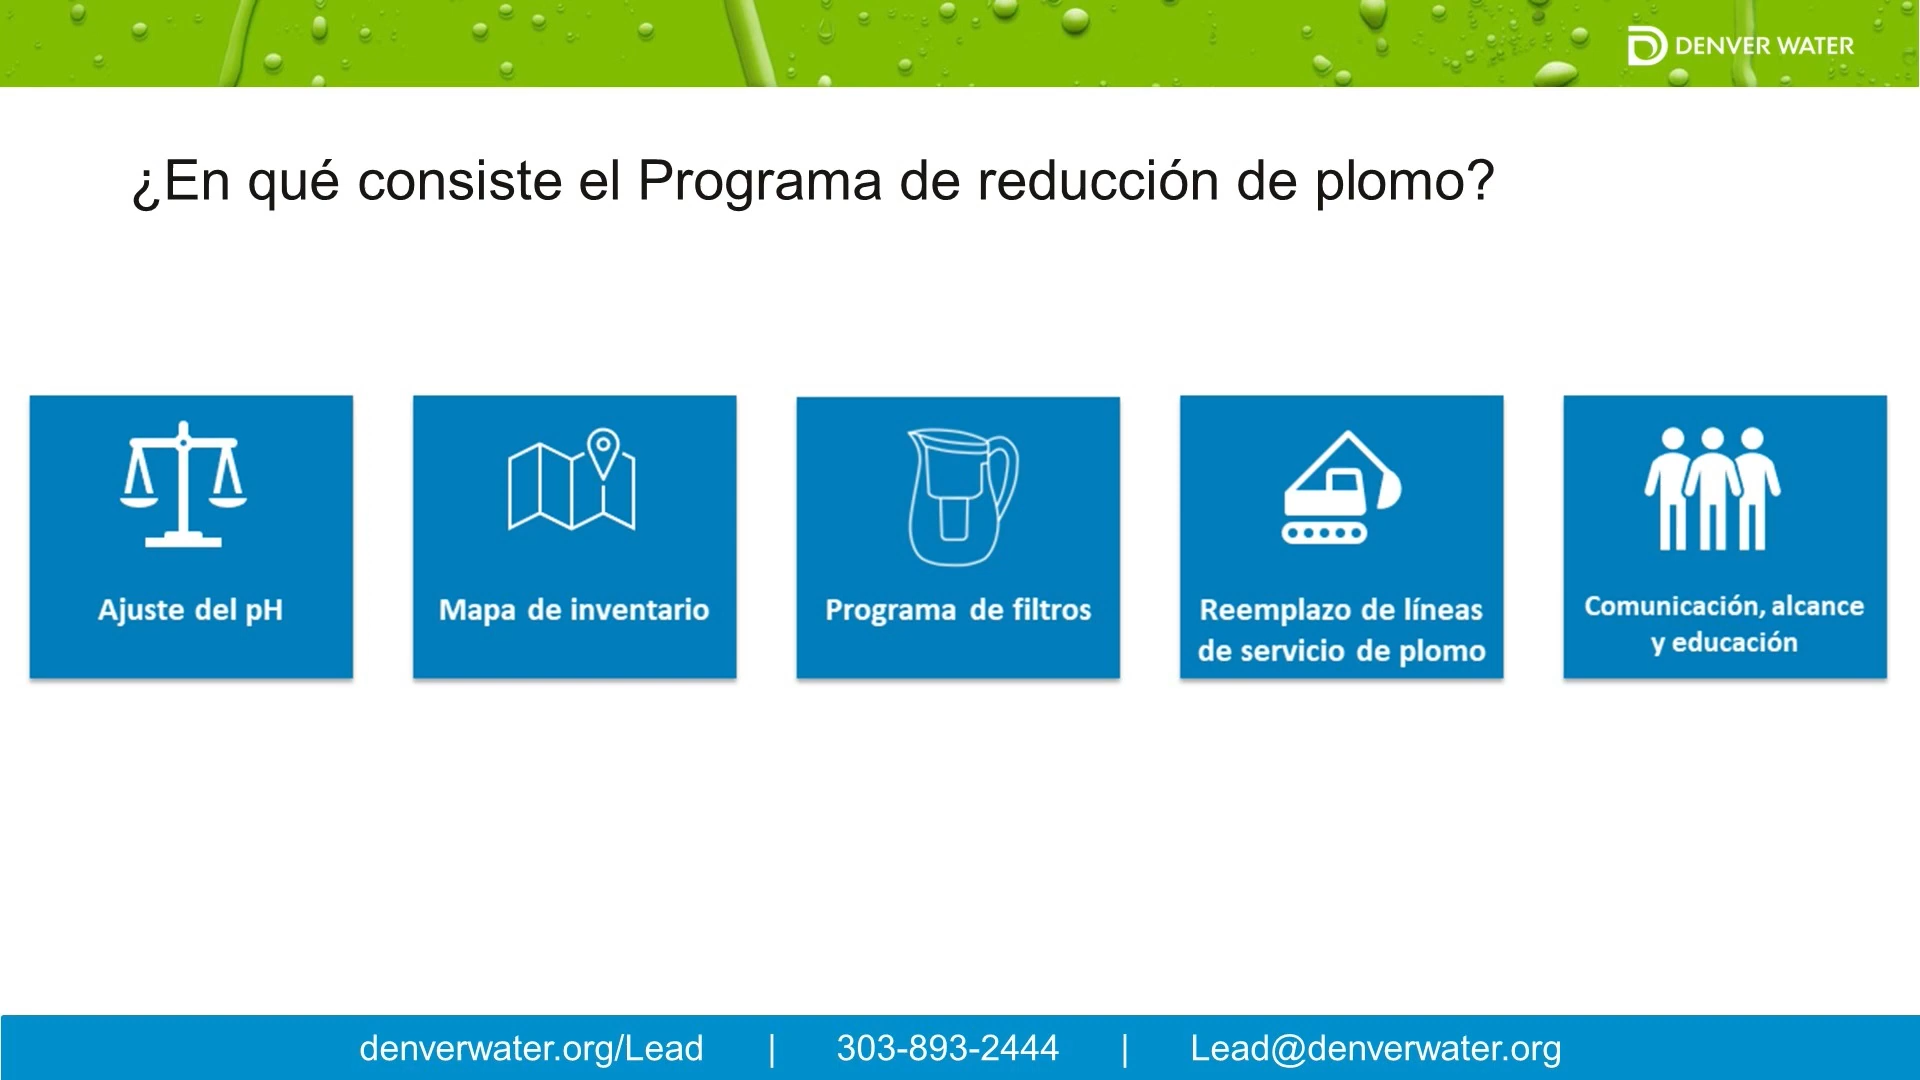 DENVER WATER
¿En qué consiste el Programa de reducción de plomo?
Ajuste del pH
Mapa de inventario
Programa de filtros
Reemplazo de líneas
de servicio de plomo
Comunicación, alcance
y educación
denverwater.org/Lead | 303-893-2444 | Lead@denverwater.org